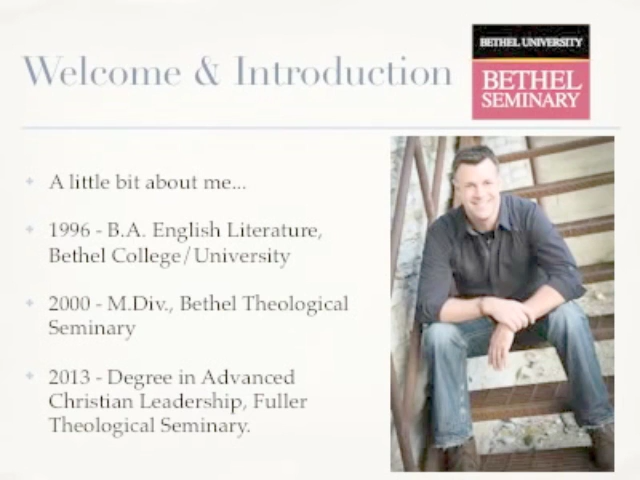 Welcome & Introduction
BETHEL UNIVERSITY
BETHEL
SEMINARY
A little bit about me...
1996 - B.A. English Literature,
Bethel College/University
2000 - M.Div., Bethel Theological
Seminary
2013 - Degree in Advanced
Christian Leadership, Fuller
Theological Seminary.